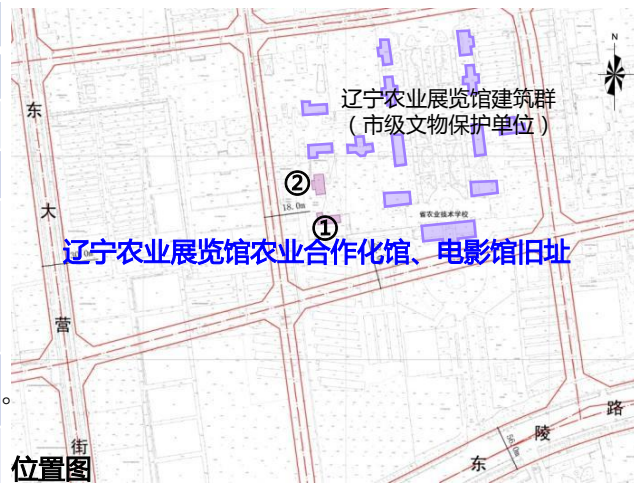 N
辽宁农业展览馆建筑群
（市级文物保护单位）
东
大
营
街
②
18.0m
①
省农业技术学校
辽宁农业展览馆农业合作化馆、电影馆旧址
。
东
陵
路
36.0m
位置图